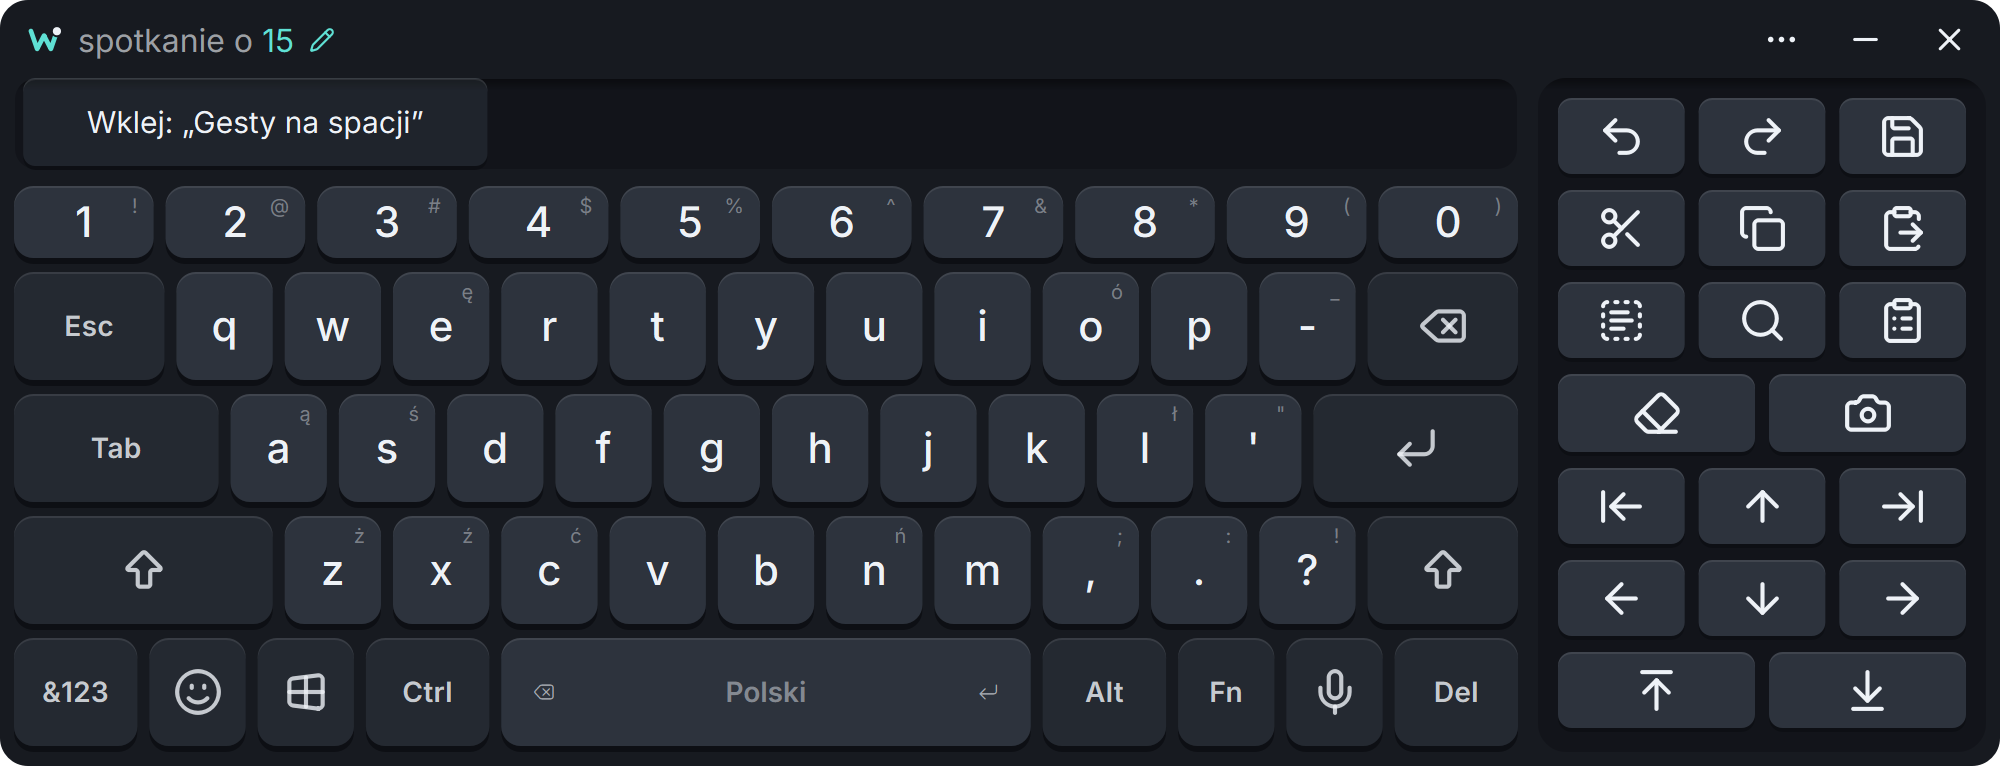 spotkanie o 15
Wklej: „Gesty na spacji”
1 ! 2 @ 3 # 4 $ 5 % 6 ^ 7 & 8 * 9 ( 0 )
Esc q w e ę r t y u i o ó p - _
Tab a ą s ś d f g h j k l ł ' "
z ż x ź c ć v b n ń m , ; . : ? !
&123 Ctrl Polski Alt Fn Del